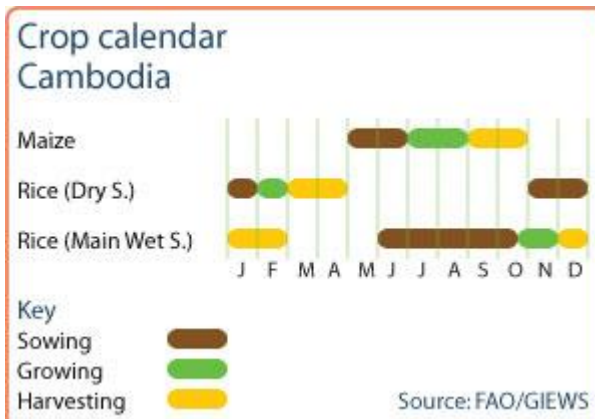 Crop calendar
Cambodia
Maize
Rice (Dry S.)
Rice (Main Wet S.)
J F M A M J J A S O N D
Key
Sowing
Growing
Harvesting
Source: FAO/GIEWS